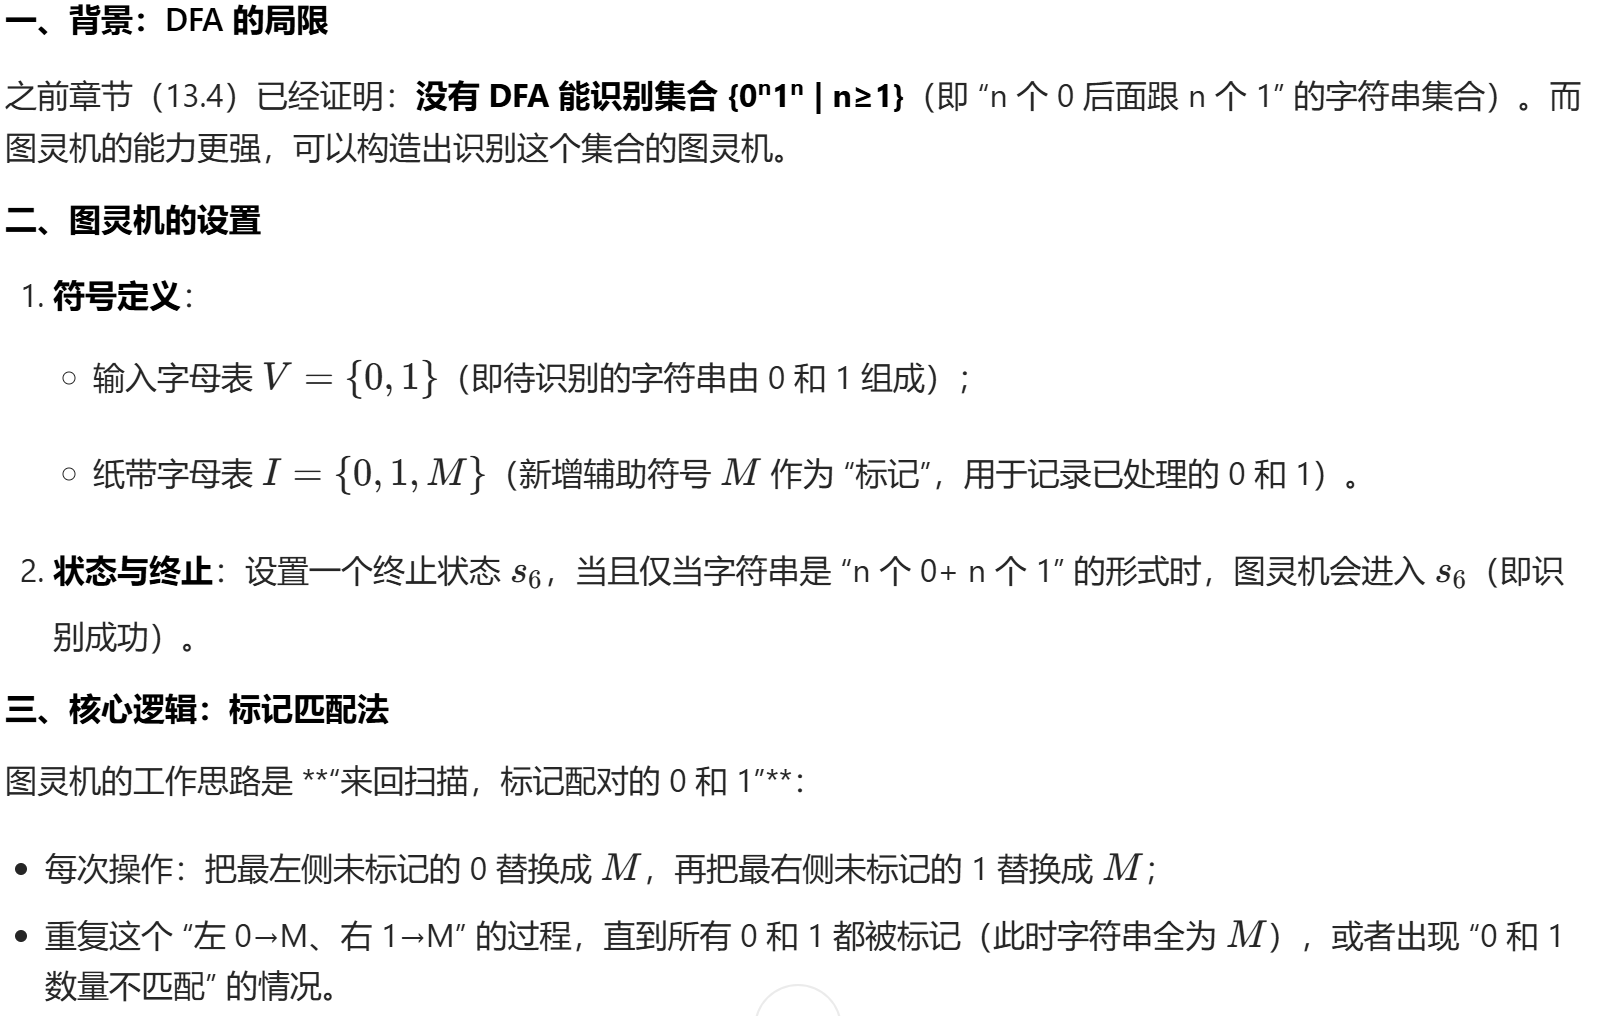 一、背景：DFA 的局限
之前章节（13.4）已经证明：没有 DFA 能识别集合 {0ⁿ1ⁿ | n≥1}（即 “n 个 0 后面跟 n 个 1” 的字符串集合）。而
图灵机的能力更强，可以构造出识别这个集合的图灵机。
二、图灵机的设置
1. 符号定义：
○ 输入字母表 V = {0, 1}（即待识别的字符串由 0 和 1 组成）；
○ 纸带字母表 I = {0, 1, M}（新增辅助符号 M 作为 “标记”，用于记录已处理的 0 和 1）。
2. 状态与终止：设置一个终止状态 s₆，当且仅当字符串是 “n 个 0+ n 个 1” 的形式时，图灵机会进入 s₆（即识
别成功）。
三、核心逻辑：标记匹配法
图灵机的工作思路是 **“来回扫描，标记配对的 0 和 1”**：
• 每次操作：把最左侧未标记的 0 替换成 M，再把最右侧未标记的 1 替换成 M；
• 重复这个 “左 0→M、右 1→M” 的过程，直到所有 0 和 1 都被标记（此时字符串全为 M），或者出现 “0 和 1
数量不匹配” 的情况。